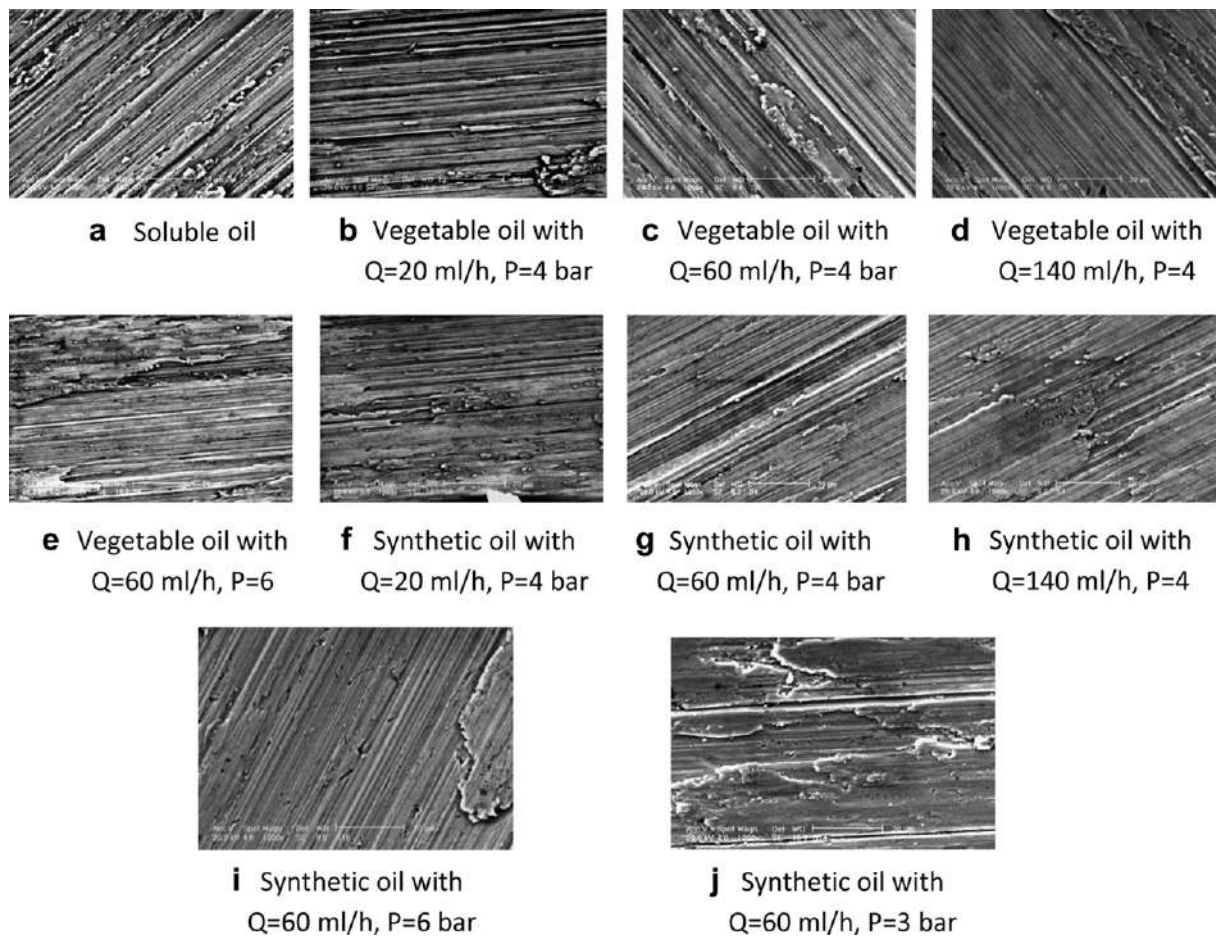 a Soluble oil
b Vegetable oil with
Q=20 ml/h, P=4 bar
c Vegetable oil with
Q=60 ml/h, P=4 bar
d Vegetable oil with
Q=140 ml/h, P=4
e Vegetable oil with
Q=60 ml/h, P=6
f Synthetic oil with
Q=20 ml/h, P=4 bar
g Synthetic oil with
Q=60 ml/h, P=4 bar
h Synthetic oil with
Q=140 ml/h, P=4
i Synthetic oil with
Q=60 ml/h, P=6 bar
j Synthetic oil with
Q=60 ml/h, P=3 bar